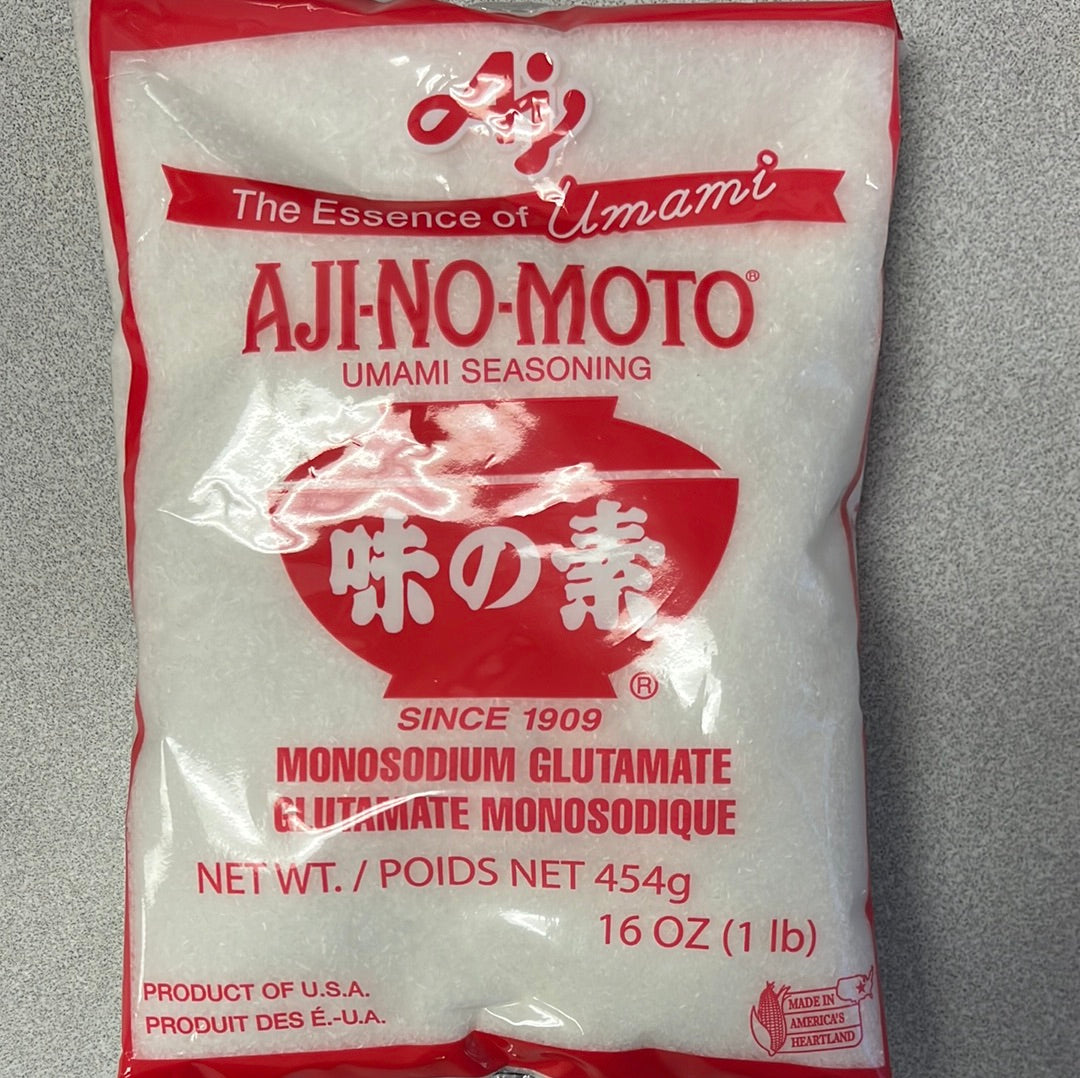 Aji
The Essence of Umami
AJI-NO-MOTO®
UMAMI SEASONING
味の素
®
SINCE 1909
MONOSODIUM GLUTAMATE
GLUTAMATE MONOSODIQUE
NET WT. / POIDS NET 454g
16 OZ (1 lb)
PRODUCT OF U.S.A.
PRODUIT DES É.-U.A.
MADE IN
AMERICA'S
HEARTLAND